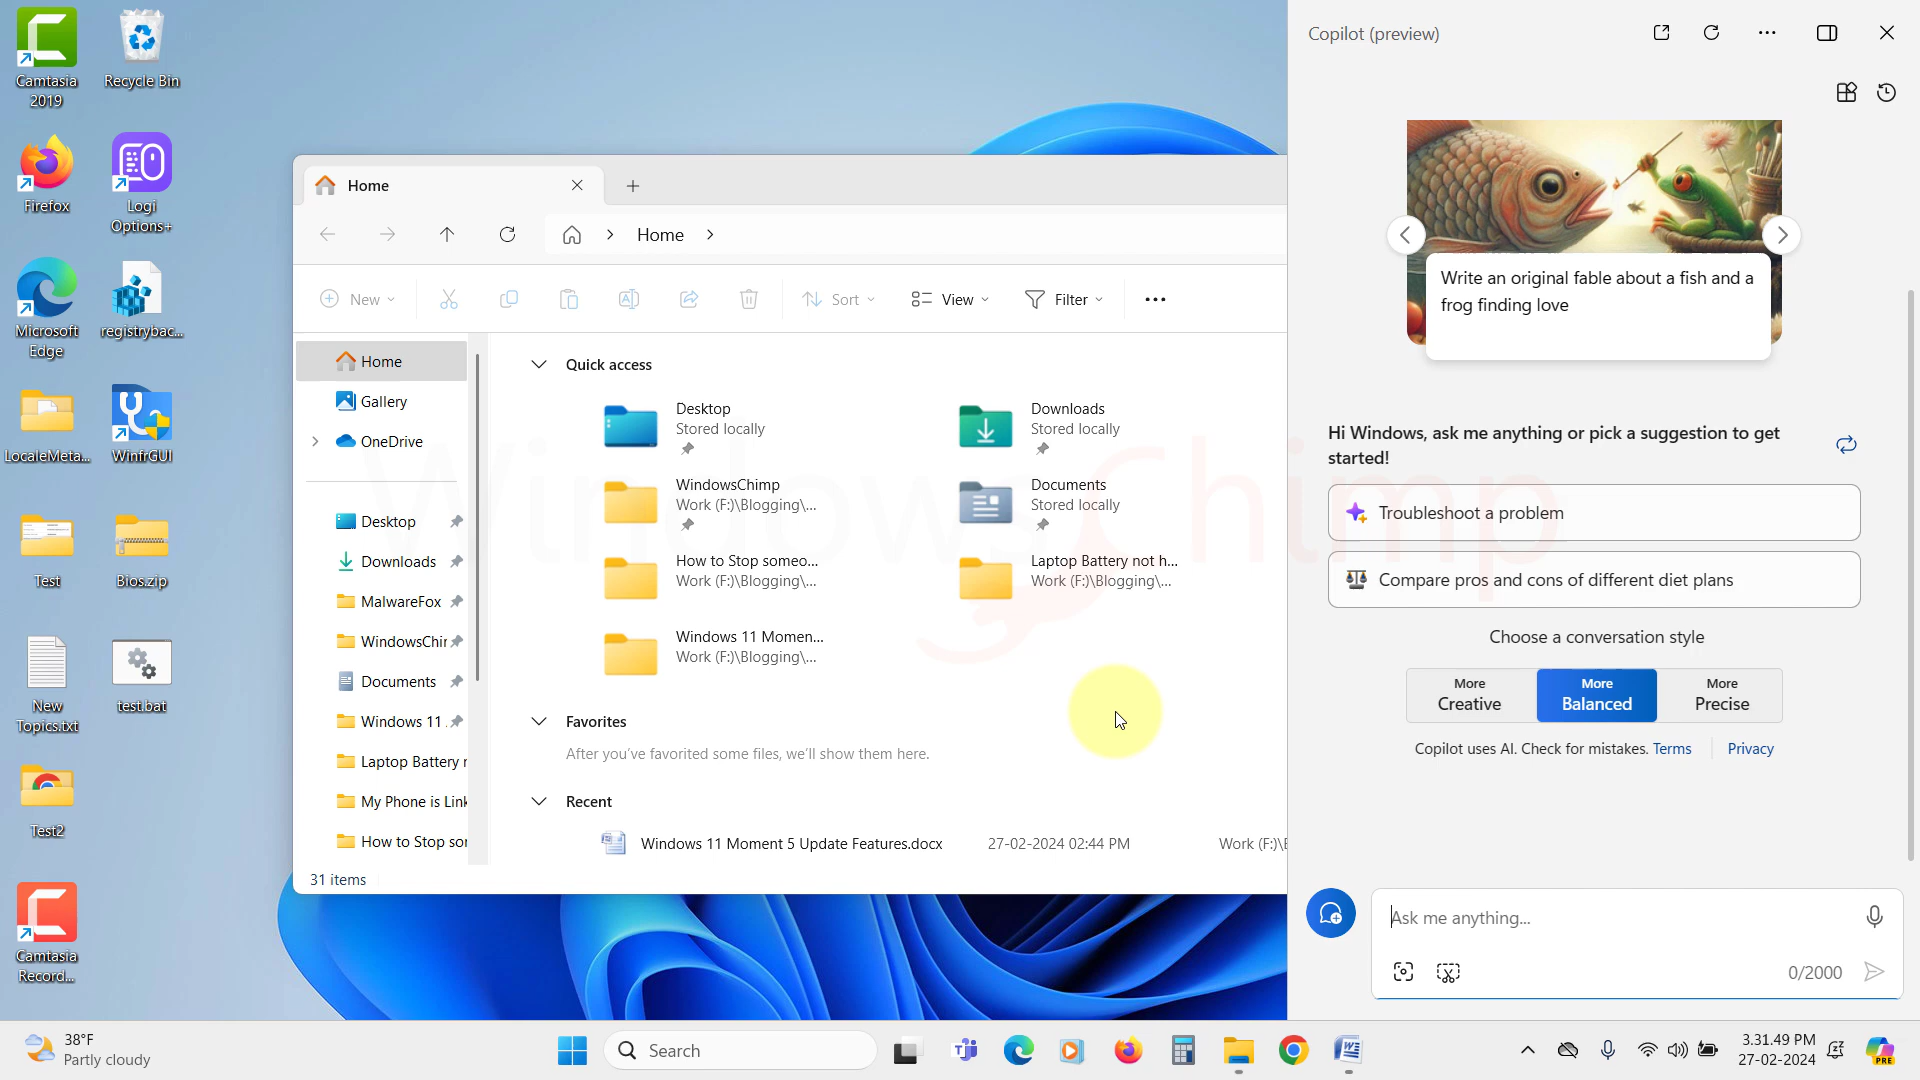 Camtasia
2019
Recycle Bin
Firefox
Logi
Options+
Microsoft
Edge
registrybac...
LocaleMeta...
WinfrGUI
Test
Bios.zip
New
Topics.txt
test.bat
Test2
Camtasia
Record...
Home
Home
New
Sort
View
Filter
Home
Gallery
OneDrive
Desktop
Downloads
MalwareFox
WindowsChir
Documents
Windows 11
Laptop Battery r
My Phone is Link
How to Stop sor
31 items
Quick access
Desktop
Stored locally
Downloads
Stored locally
WindowsChimp
Work (F:)\Blogging\...
Documents
Stored locally
How to Stop someo...
Work (F:)\Blogging\...
Laptop Battery not h...
Work (F:)\Blogging\...
Windows 11 Momen...
Work (F:)\Blogging\...
Favorites
After you've favorited some files, we'll show them here.
Recent
Windows 11 Moment 5 Update Features.docx 27-02-2024 02:44 PM Work (F:)\B
WindowsChimp
Copilot (preview)
Write an original fable about a fish and a
frog finding love
Hi Windows, ask me anything or pick a suggestion to get
started!
Troubleshoot a problem
Compare pros and cons of different diet plans
Choose a conversation style
More
Creative
More
Balanced
More
Precise
Copilot uses AI. Check for mistakes. Terms Privacy
Ask me anything...
0/2000
38°F
Partly cloudy
Search
3.31.49 PM
27-02-2024
PRE